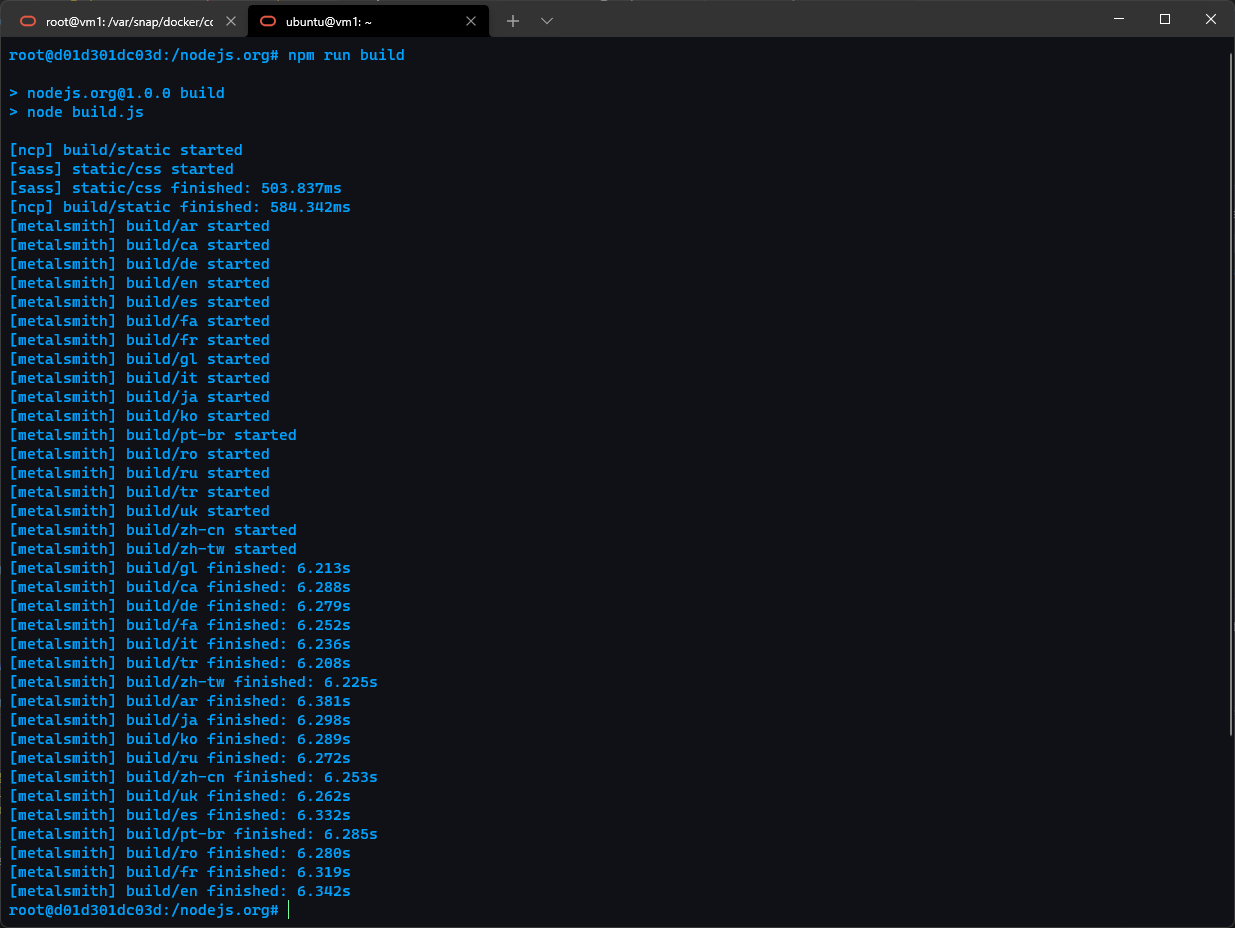 root@vm1: /var/snap/docker/cc
ubuntu@vm1: ~
root@d01d301dc03d:/nodejs.org# npm run build
> nodejs.org@1.0.0 build
> node build.js
[ncp] build/static started
[sass] static/css started
[sass] static/css finished: 503.837ms
[ncp] build/static finished: 584.342ms
[metalsmith] build/ar started
[metalsmith] build/ca started
[metalsmith] build/de started
[metalsmith] build/en started
[metalsmith] build/es started
[metalsmith] build/fa started
[metalsmith] build/fr started
[metalsmith] build/gl started
[metalsmith] build/it started
[metalsmith] build/ja started
[metalsmith] build/ko started
[metalsmith] build/pt-br started
[metalsmith] build/ro started
[metalsmith] build/ru started
[metalsmith] build/tr started
[metalsmith] build/uk started
[metalsmith] build/zh-cn started
[metalsmith] build/zh-tw started
[metalsmith] build/gl finished: 6.213s
[metalsmith] build/ca finished: 6.288s
[metalsmith] build/de finished: 6.279s
[metalsmith] build/fa finished: 6.252s
[metalsmith] build/it finished: 6.236s
[metalsmith] build/tr finished: 6.208s
[metalsmith] build/zh-tw finished: 6.225s
[metalsmith] build/ar finished: 6.381s
[metalsmith] build/ja finished: 6.298s
[metalsmith] build/ko finished: 6.289s
[metalsmith] build/ru finished: 6.272s
[metalsmith] build/zh-cn finished: 6.253s
[metalsmith] build/uk finished: 6.262s
[metalsmith] build/es finished: 6.332s
[metalsmith] build/pt-br finished: 6.285s
[metalsmith] build/ro finished: 6.280s
[metalsmith] build/fr finished: 6.319s
[metalsmith] build/en finished: 6.342s
root@d01d301dc03d:/nodejs.org#